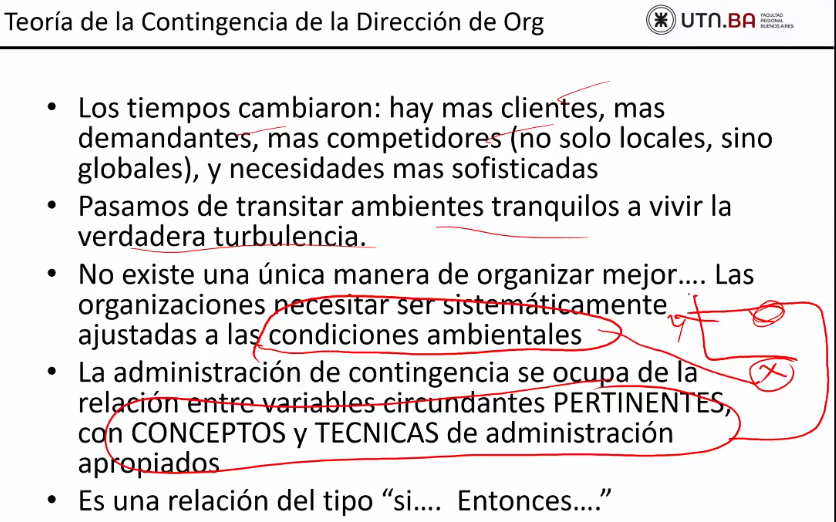 Teoría de la Contingencia de la Dirección de Org
UTN.BA FACULTAD REGIONAL BUENOS AIRES
• Los tiempos cambiaron: hay mas clientes, mas
demandantes, mas competidores (no solo locales, sino
globales), y necesidades mas sofisticadas
• Pasamos de transitar ambientes tranquilos a vivir la
verdadera turbulencia.
• No existe una única manera de organizar mejor…. Las
organizaciones necesitar ser sistemáticamente
ajustadas a las condiciones ambientales
y
x
• La administración de contingencia se ocupa de la
relación entre variables circundantes PERTINENTES,
con CONCEPTOS y TECNICAS de administración
apropiados
• Es una relación del tipo “si…. Entonces….”